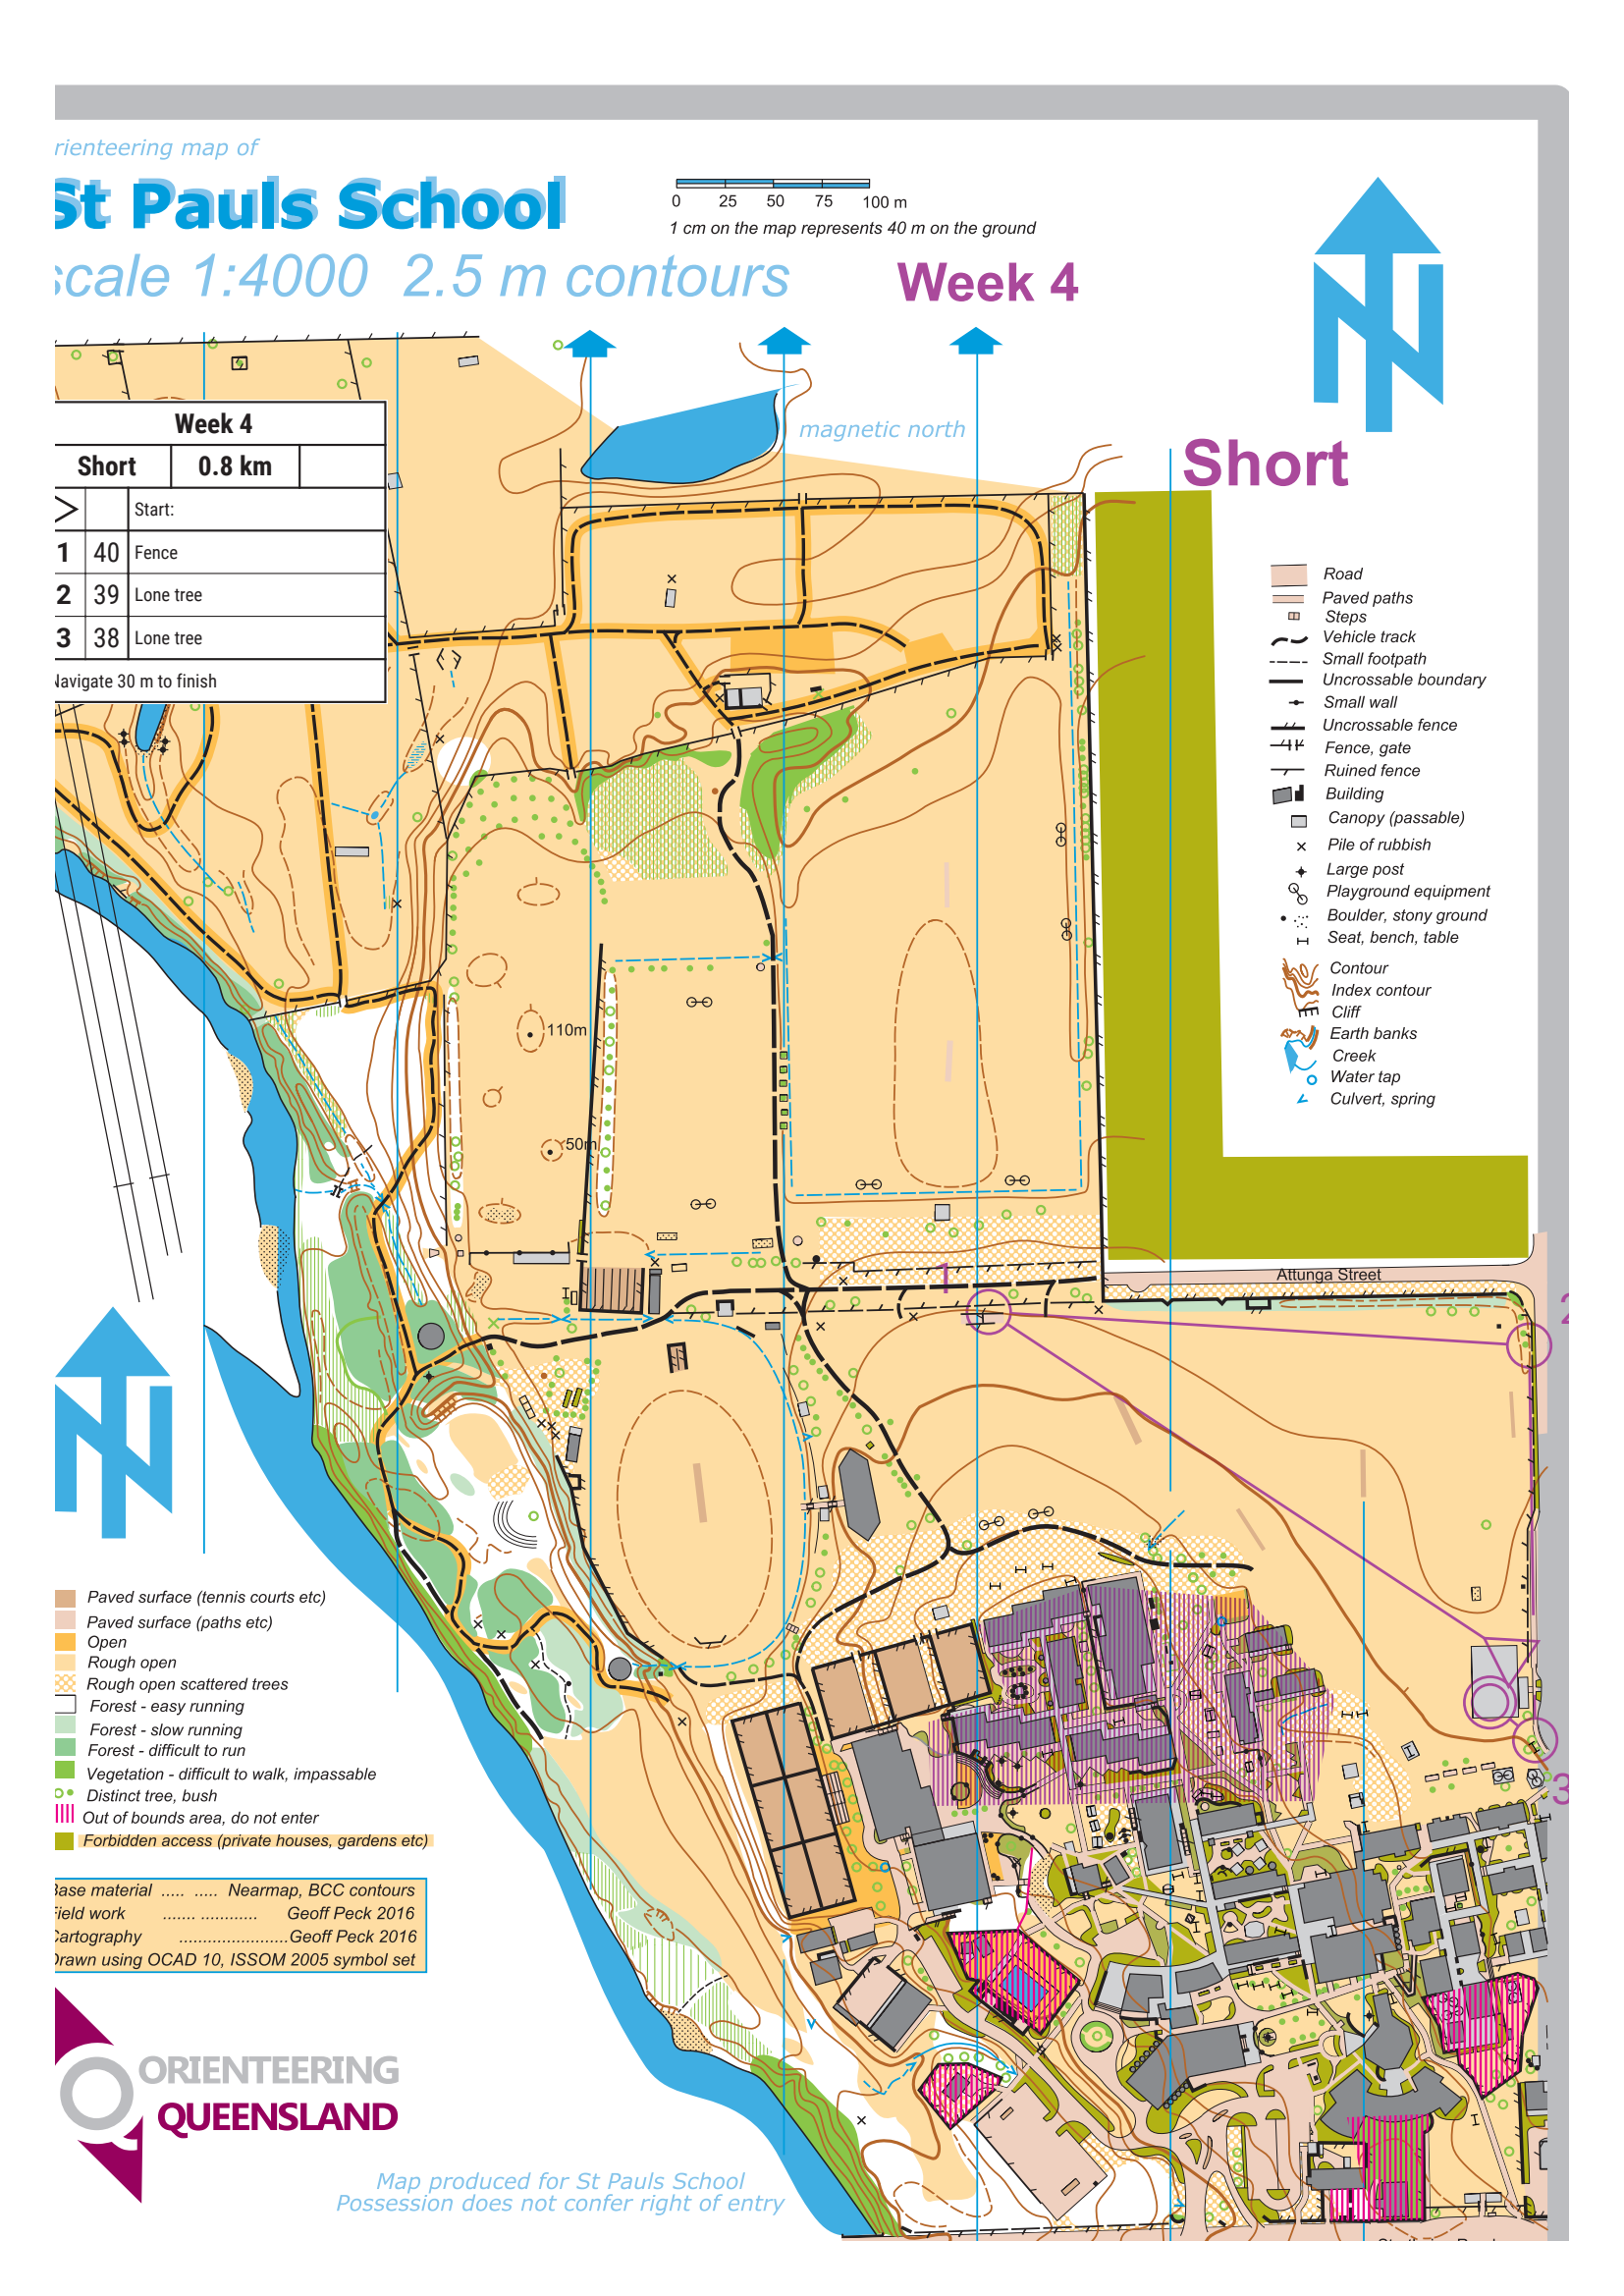 rienteering map of
St Pauls School
scale 1:4000 2.5 m contours
0 25 50 75 100 m
1 cm on the map represents 40 m on the ground
Week 4
magnetic north
Short
Week 4
Short 0.8 km
Start:
1 40 Fence
2 39 Lone tree
3 38 Lone tree
Navigate 30 m to finish
Road
Paved paths
Steps
Vehicle track
Small footpath
Uncrossable boundary
Small wall
Uncrossable fence
Fence, gate
Ruined fence
Building
Canopy (passable)
Pile of rubbish
Large post
Playground equipment
Boulder, stony ground
Seat, bench, table
Contour
Index contour
Cliff
Earth banks
Creek
Water tap
Culvert, spring
110m
50m
1
Attunga Street
2
3
Paved surface (tennis courts etc)
Paved surface (paths etc)
Open
Rough open
Rough open scattered trees
Forest - easy running
Forest - slow running
Forest - difficult to run
Vegetation - difficult to walk, impassable
Distinct tree, bush
Out of bounds area, do not enter
Forbidden access (private houses, gardens etc)
Base material ..... ..... Nearmap, BCC contours
Field work ....... ............ Geoff Peck 2016
Cartography .......................Geoff Peck 2016
Drawn using OCAD 10, ISSOM 2005 symbol set
ORIENTEERING
QUEENSLAND
Map produced for St Pauls School
Possession does not confer right of entry